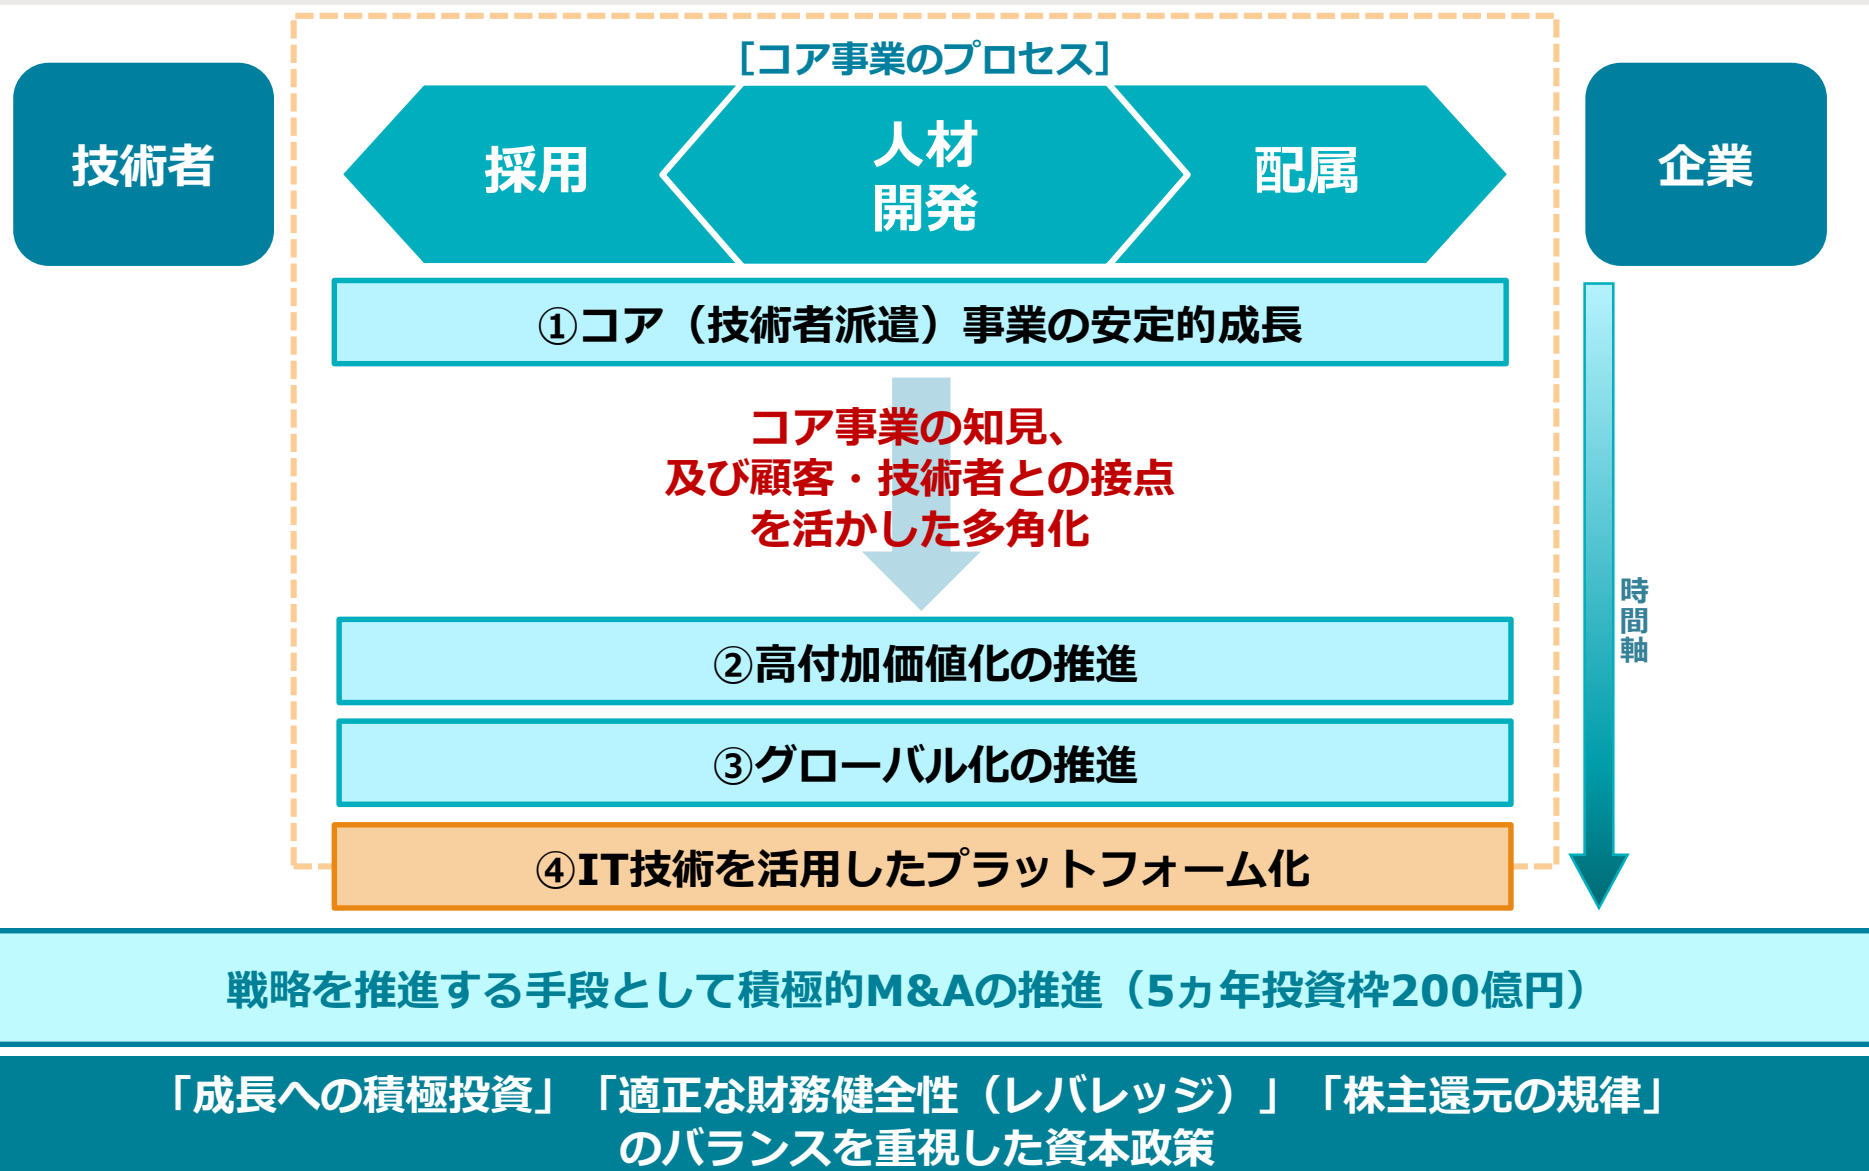 ［コア事業のプロセス］
技術者
採用
人材
開発
配属
企業
①コア（技術者派遣）事業の安定的成長
コア事業の知見、
及び顧客・技術者との接点
を活かした多角化
時間軸
②高付加価値化の推進
③グローバル化の推進
④IT技術を活用したプラットフォーム化
戦略を推進する手段として積極的M&Aの推進（5ヵ年投資枠200億円）
「成長への積極投資」「適正な財務健全性（レバレッジ）」「株主還元の規律」
のバランスを重視した資本政策